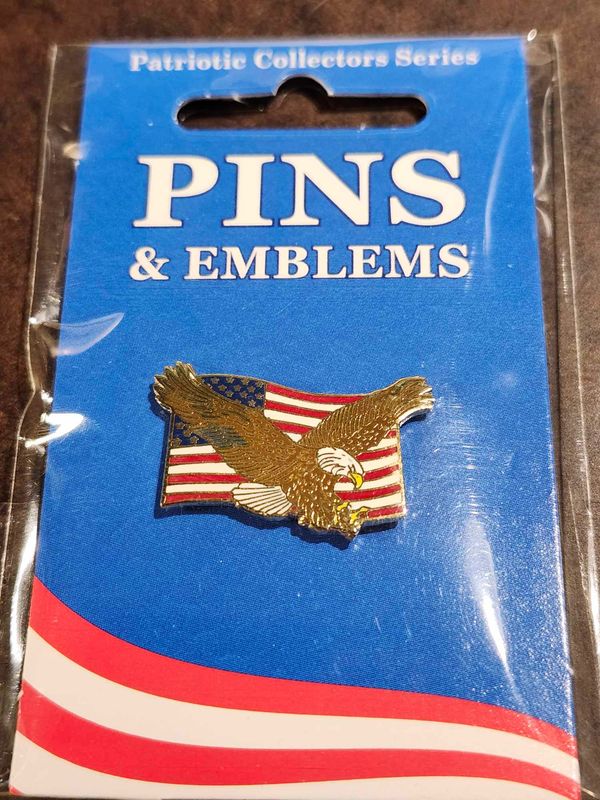 Patriotic Collectors Series
PINS
& EMBLEMS